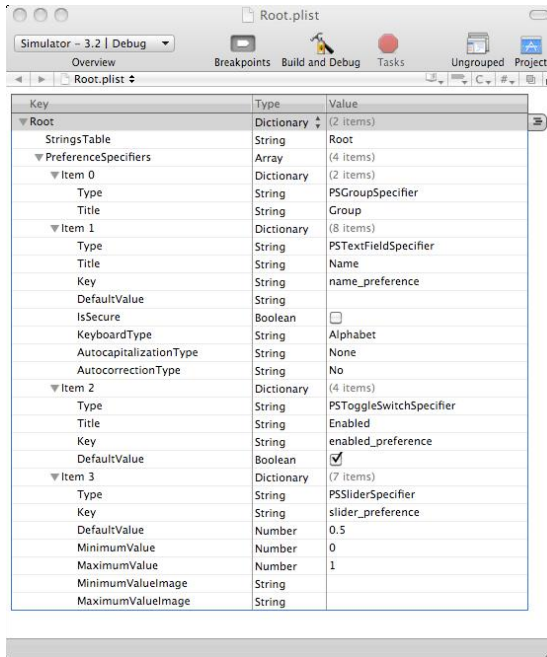 Root.plist
Simulator – 3.2 | Debug
Overview Breakpoints Build and Debug Tasks Ungrouped Project
Root.plist
C #
Key Type Value
Root Dictionary (2 items)
StringsTable String Root
PreferenceSpecifiers Array (4 items)
Item 0 Dictionary (2 items)
Type String PSGroupSpecifier
Title String Group
Item 1 Dictionary (8 items)
Type String PSTextFieldSpecifier
Title String Name
Key String name_preference
DefaultValue String
IsSecure Boolean
KeyboardType String Alphabet
AutocapitalizationType String None
AutocorrectionType String No
Item 2 Dictionary (4 items)
Type String PSToggleSwitchSpecifier
Title String Enabled
Key String enabled_preference
DefaultValue Boolean
Item 3 Dictionary (7 items)
Type String PSSliderSpecifier
Key String slider_preference
DefaultValue Number 0.5
MinimumValue Number 0
MaximumValue Number 1
MinimumValueImage String
MaximumValueImage String